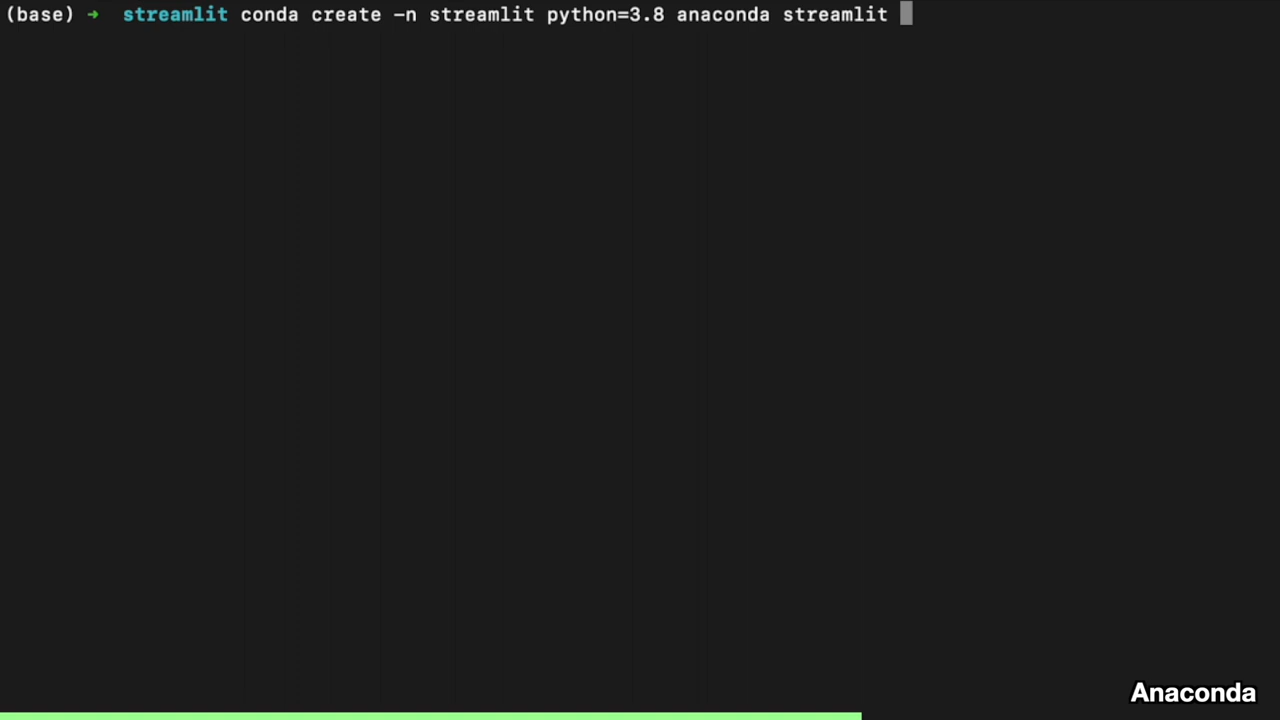 (base) ➜ streamlit conda create -n streamlit python=3.8 anaconda streamlit
Anaconda